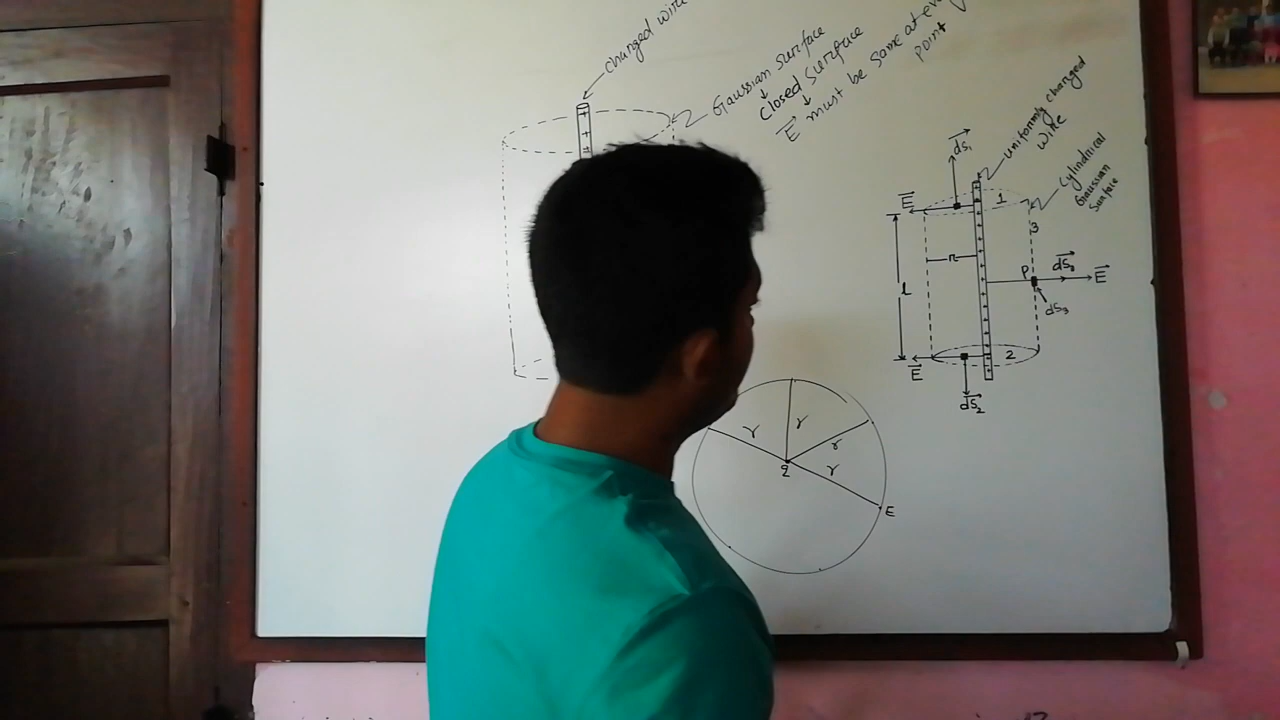 charged wire
Gaussian surface
closed surface
E must be same at
point
dS1
uniformly charged
wire
Cylindrical
Gaussian
Surface
E
1
3
r
l
P
dS3
E
dS3
E
2
dS2
r
r
r
r
q
E